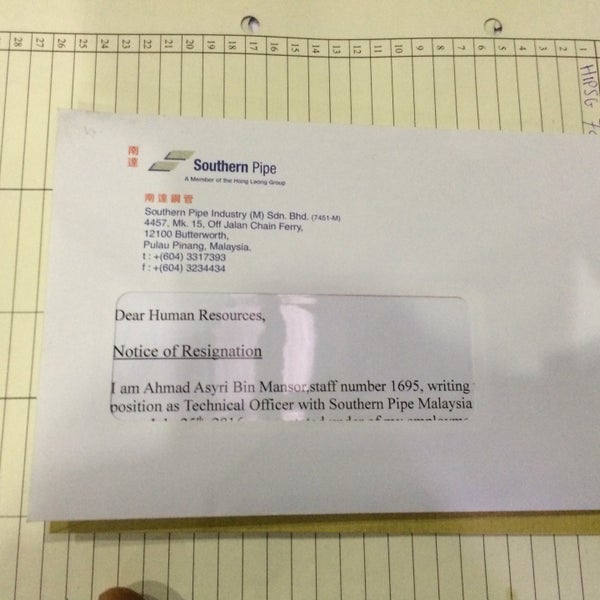 28 27 26 25 24 23 22 21 20 19 18 17 16 15 14 13 12 11 10 9 8 7 6 5 4 3 2 1
HIPSG
南達
Southern Pipe
A Member of the Hong Leong Group
南達鋼管
Southern Pipe Industry (M) Sdn. Bhd. (7451-M)
4457, Mk. 15, Off Jalan Chain Ferry,
12100 Butterworth,
Pulau Pinang, Malaysia.
t : +(604) 3317393
f : +(604) 3234434
Dear Human Resources,
Notice of Resignation
I am Ahmad Asyri Bin Mansor,staff number 1695, writing
position as Technical Officer with Southern Pipe Malaysia